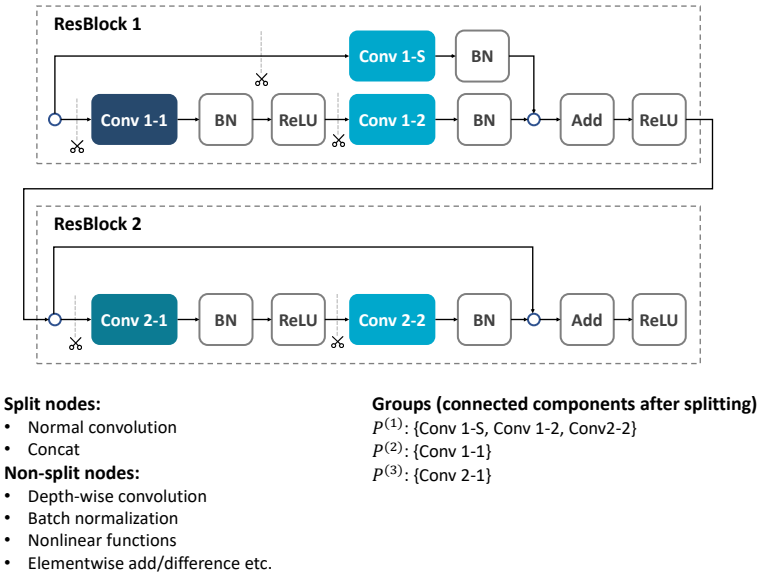 ResBlock 1
Conv 1-S
BN
Conv 1-1
BN
ReLU
Conv 1-2
BN
Add
ReLU
ResBlock 2
Conv 2-1
BN
ReLU
Conv 2-2
BN
Add
ReLU
Split nodes:
• Normal convolution
• Concat
Non-split nodes:
• Depth-wise convolution
• Batch normalization
• Nonlinear functions
• Elementwise add/difference etc.
Groups (connected components after splitting)
P⁽¹⁾: {Conv 1-S, Conv 1-2, Conv2-2}
P⁽²⁾: {Conv 1-1}
P⁽³⁾: {Conv 2-1}